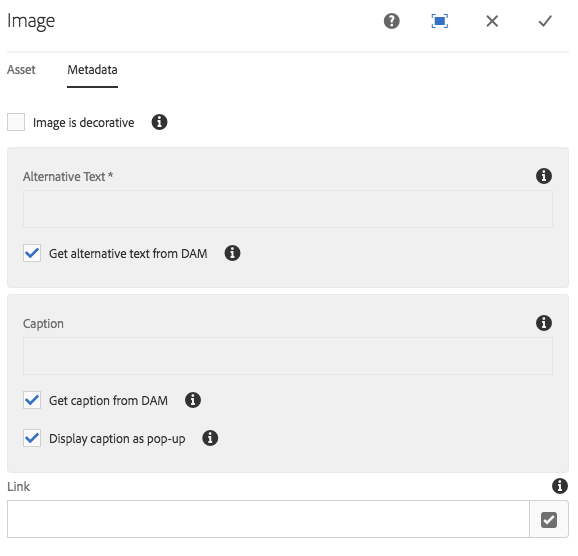 Image
Asset Metadata
Image is decorative
Alternative Text *
Get alternative text from DAM
Caption
Get caption from DAM
Display caption as pop-up
Link